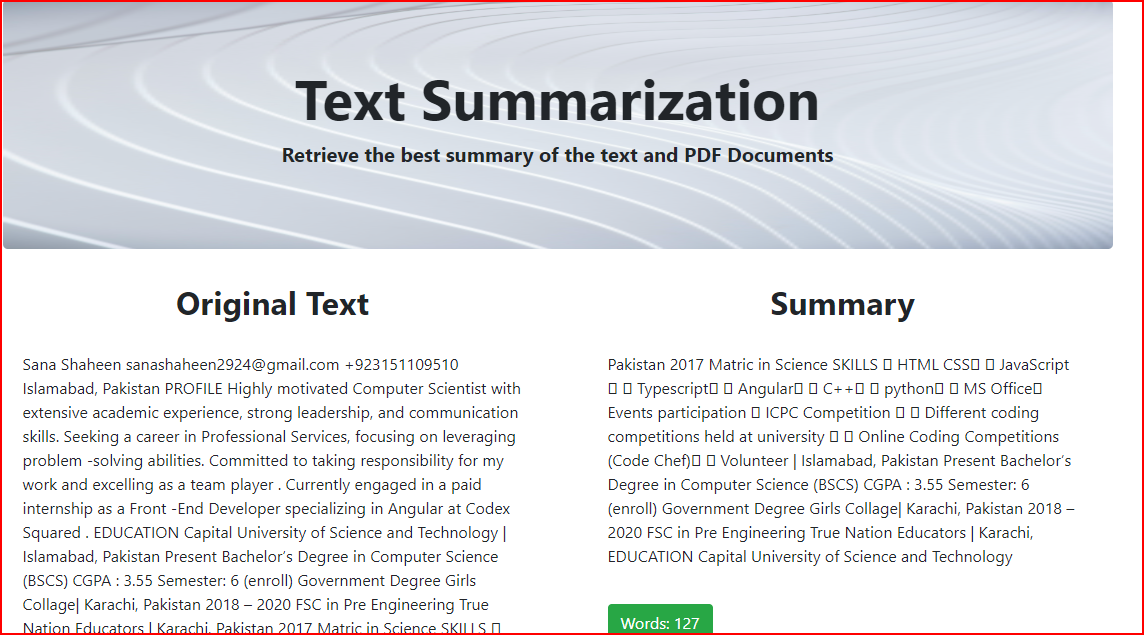 Text Summarization
Retrieve the best summary of the text and PDF Documents
Original Text
Sana Shaheen sanashaheen2924@gmail.com +923151109510
Islamabad, Pakistan PROFILE Highly motivated Computer Scientist with
extensive academic experience, strong leadership, and communication
skills. Seeking a career in Professional Services, focusing on leveraging
problem -solving abilities. Committed to taking responsibility for my
work and excelling as a team player . Currently engaged in a paid
internship as a Front -End Developer specializing in Angular at Codex
Squared . EDUCATION Capital University of Science and Technology |
Islamabad, Pakistan Present Bachelor’s Degree in Computer Science
(BSCS) CGPA : 3.55 Semester: 6 (enroll) Government Degree Girls
Collage| Karachi, Pakistan 2018 – 2020 FSC in Pre Engineering True
Nation Educators | Karachi, Pakistan 2017 Matric in Science SKILLS 
Summary
Pakistan 2017 Matric in Science SKILLS  HTML CSS  JavaScript
  Typescript  Angular  C++  python  MS Office
Events participation  ICPC Competition   Different coding
competitions held at university   Online Coding Competitions
(Code Chef)  Volunteer | Islamabad, Pakistan Present Bachelor’s
Degree in Computer Science (BSCS) CGPA : 3.55 Semester: 6
(enroll) Government Degree Girls Collage| Karachi, Pakistan 2018 –
2020 FSC in Pre Engineering True Nation Educators | Karachi,
EDUCATION Capital University of Science and Technology
Words: 127